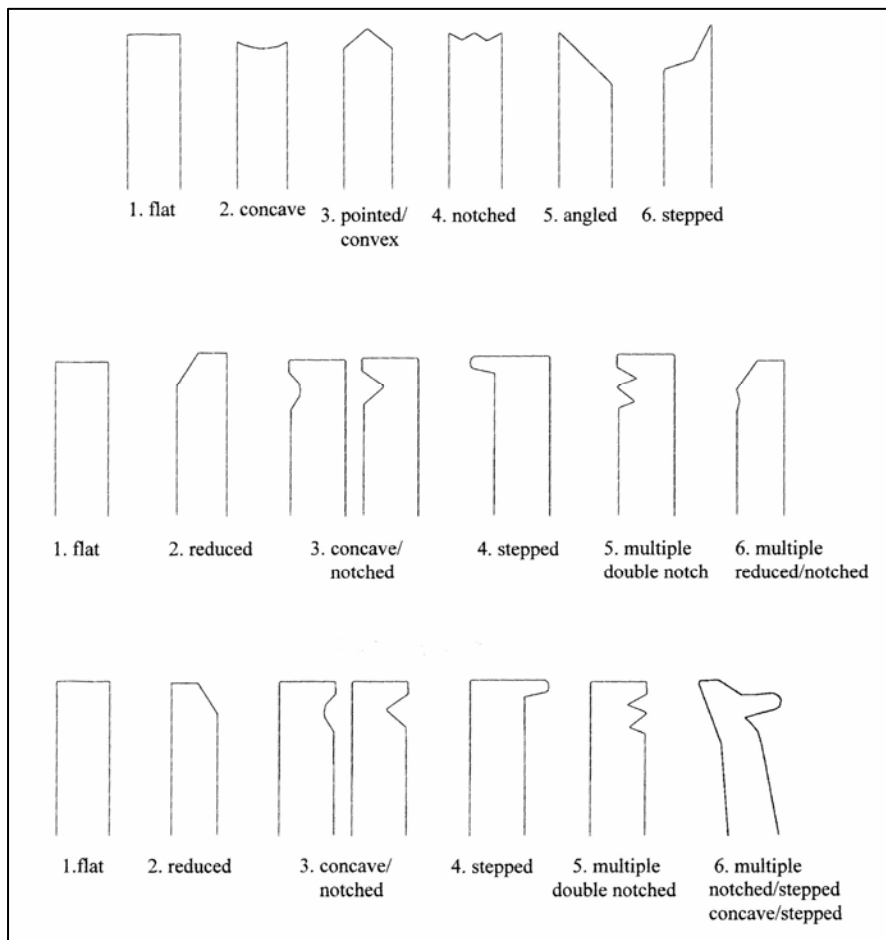 1. flat 2. concave 3. pointed/ 4. notched 5. angled 6. stepped
convex
1. flat 2. reduced 3. concave/ 4. stepped 5. multiple 6. multiple
notched double notch reduced/notched
1.flat 2. reduced 3. concave/ 4. stepped 5. multiple 6. multiple
notched double notched notched/stepped
concave/stepped